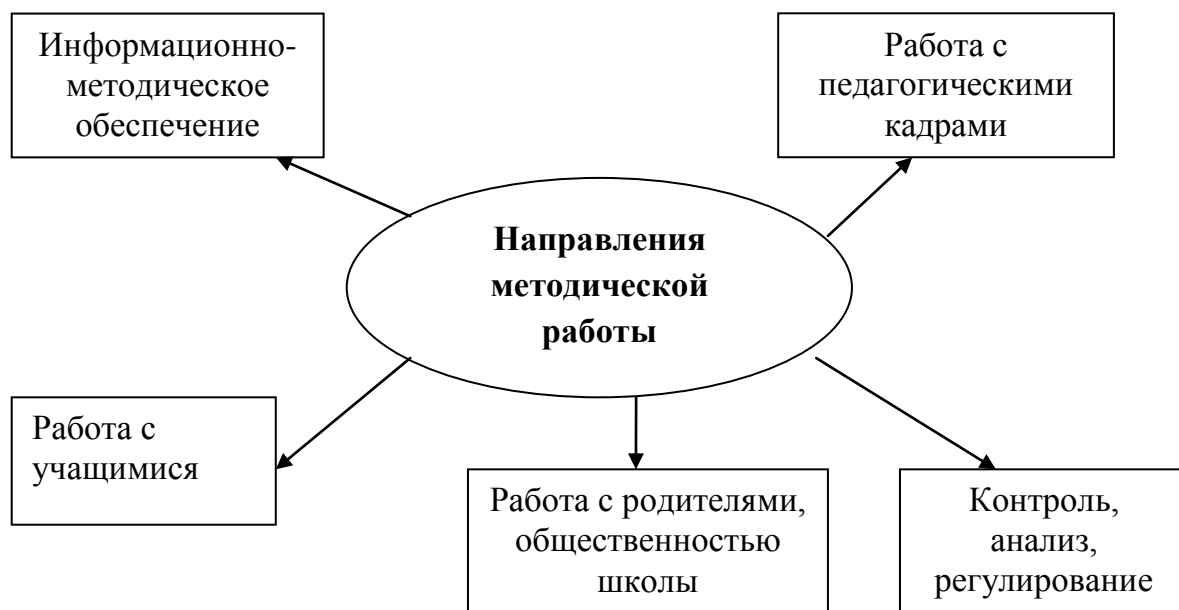 Информационно-
методическое
обеспечение
Работа с
педагогическими
кадрами
Направления
методической
работы
Работа с
учащимися
Работа с родителями,
общественностью
школы
Контроль,
анализ,
регулирование